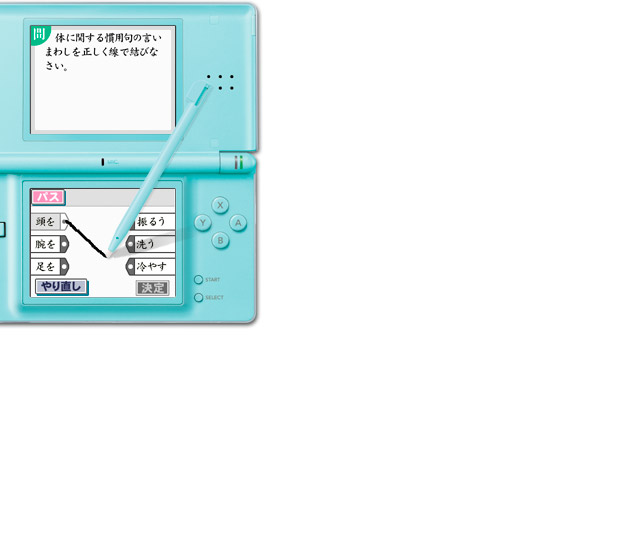 問 体に関する慣用句の言い
まわしを正しく線で結びな
さい。
パス
頭を 振るう
腕を 洗う
足を 冷やす
やり直し 決定
X
Y A
B
START
SELECT